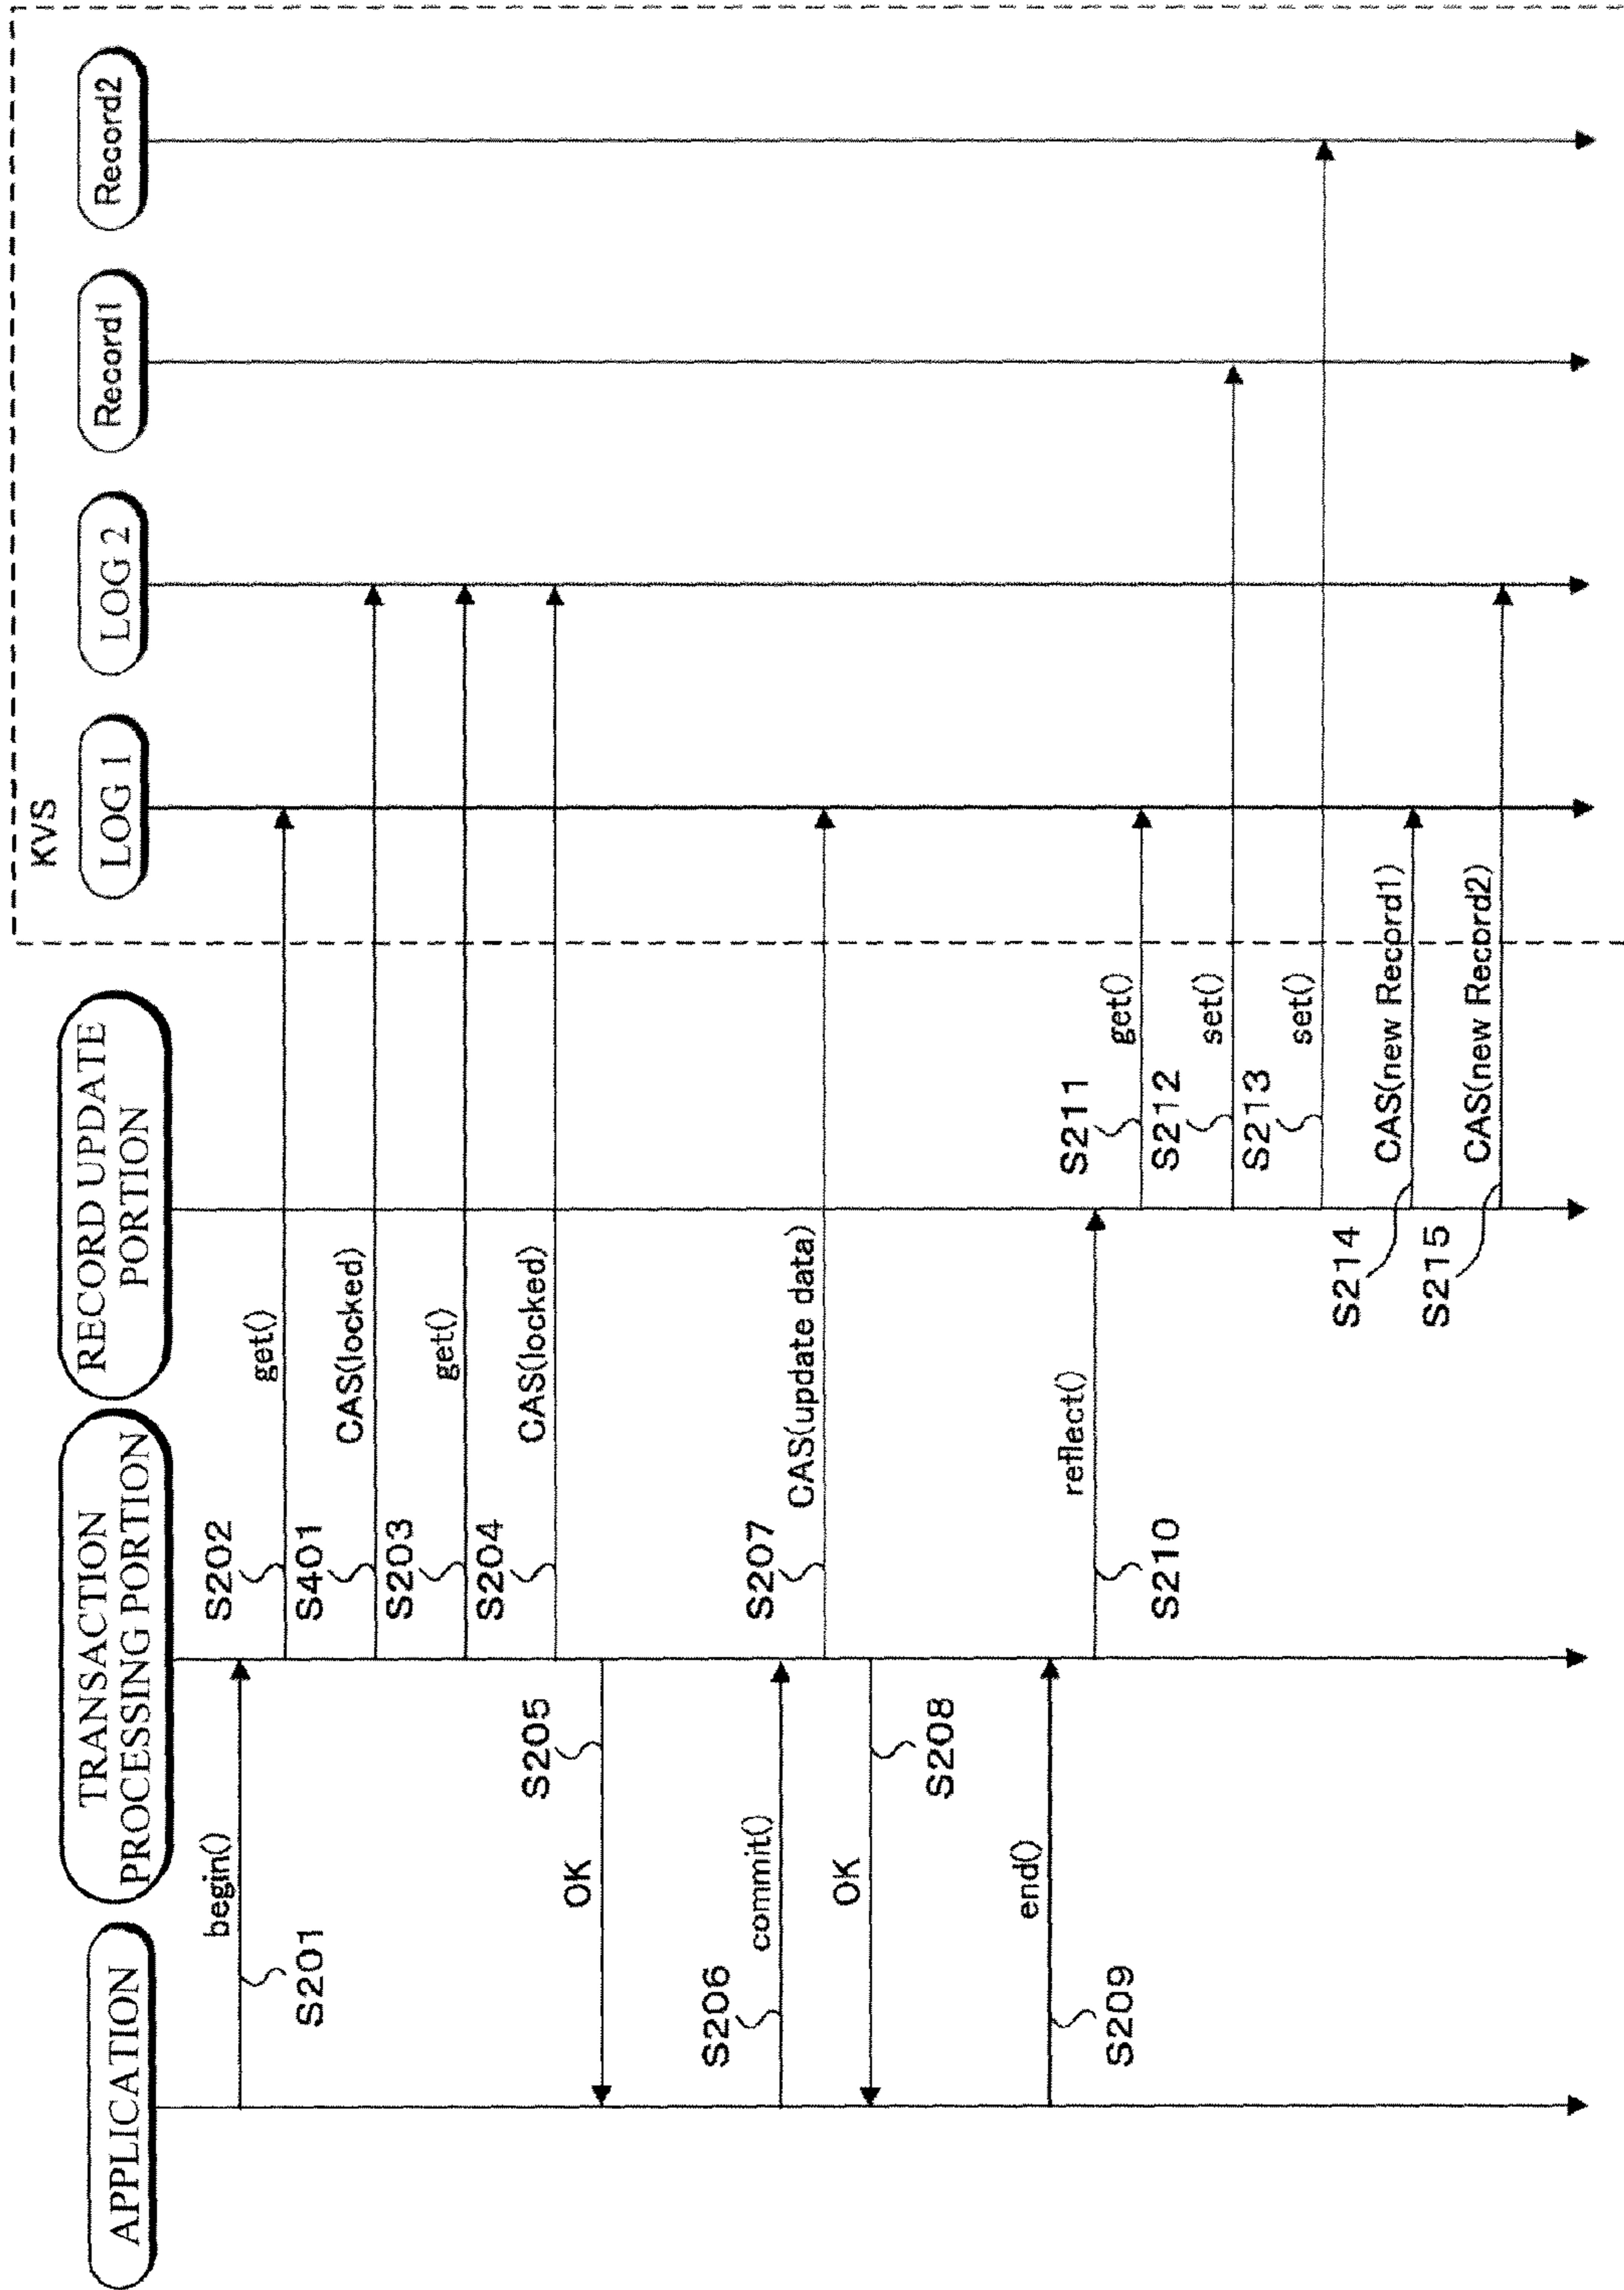 KVS
APPLICATION
TRANSACTION
PROCESSING PORTION
RECORD UPDATE
PORTION
LOG 1
LOG 2
Record1
Record2
begin()
S201
S202
get()
S401
CAS(locked)
S203
get()
S204
CAS(locked)
OK
S205
S206
commit()
S207
CAS(update data)
OK
S208
end()
S209
reflect()
S210
S211
get()
S212
set()
S213
set()
S214
CAS(new Record1)
S215
CAS(new Record2)